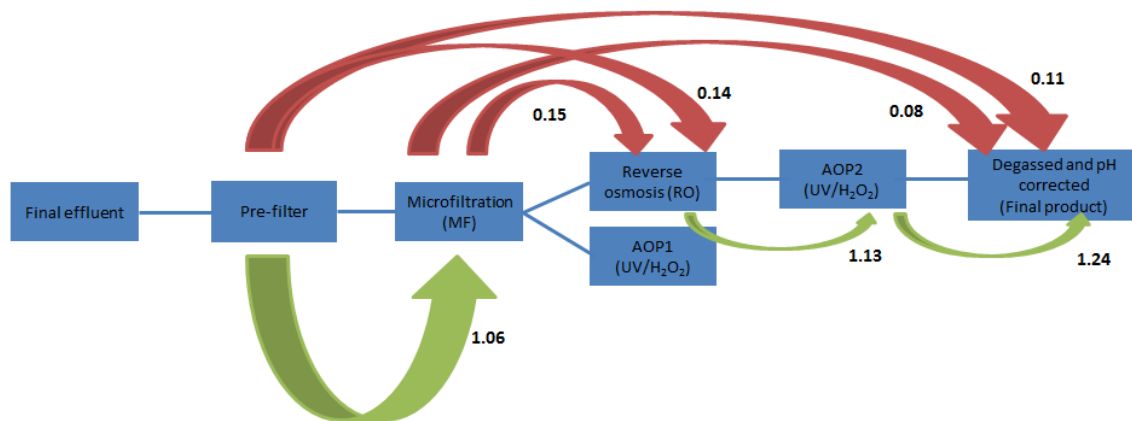 0.11
0.14
0.15
0.08
Final effluent
Pre-filter
Microfiltration
(MF)
Reverse
osmosis (RO)
AOP1
(UV/H₂O₂)
AOP2
(UV/H₂O₂)
Degassed and pH
corrected
(Final product)
1.06
1.13
1.24